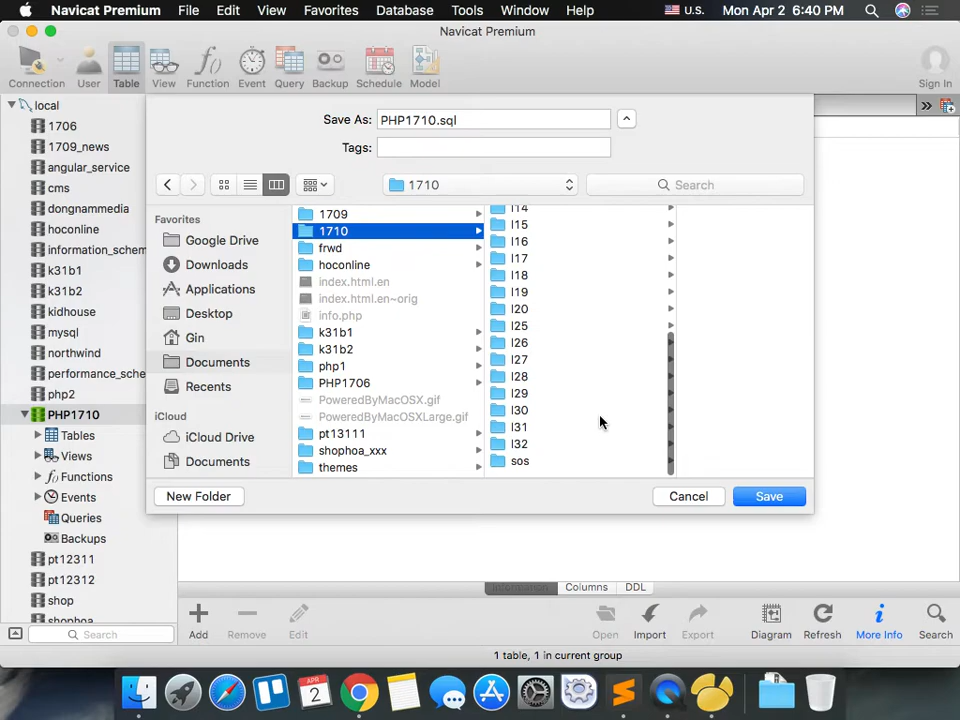 Navicat Premium File Edit View Favorites Database Tools Window Help U.S. Mon Apr 2 6:40 PM
Navicat Premium
Connection User Table View Function Event Query Backup Schedule Model Sign In
local
1706
1709_news
angular_service
cms
dongnammedia
hoconline
information_schem
k31b1
k31b2
kidhouse
mysql
northwind
performance_sche
php2
PHP1710
Tables
Views
Functions
Events
Queries
Backups
pt12311
pt12312
shop
shophoa
Search
Save As: PHP1710.sql
Tags:
1710
Search
Favorites
Google Drive
Downloads
Applications
Desktop
Gin
Documents
Recents
iCloud
iCloud Drive
Documents
1709
1710
frwd
hoconline
index.html.en
index.html.en~orig
info.php
k31b1
k31b2
php1
PHP1706
PoweredByMacOSX.gif
PoweredByMacOSXLarge.gif
pt13111
shophoa_xxx
themes
l14
l15
l16
l17
l18
l19
l20
l25
l26
l27
l28
l29
l30
l31
l32
sos
New Folder Cancel Save
Information Columns DDL
Add Remove Edit Open Import Export Diagram Refresh More Info Search
1 table, 1 in current group
APR
2